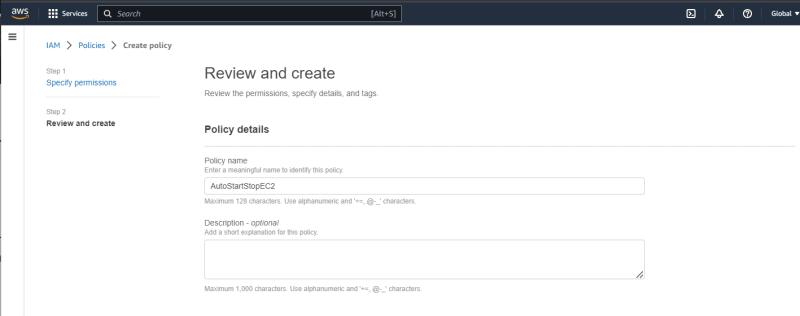 aws Services Search [Alt+S] Global
IAM > Policies > Create policy
Step 1
Specify permissions
Step 2
Review and create
Review and create
Review the permissions, specify details, and tags.
Policy details
Policy name
Enter a meaningful name to identify this policy.
AutoStartStopEC2
Maximum 128 characters. Use alphanumeric and '+=,.@-_' characters.
Description - optional
Add a short explanation for this policy.
Maximum 1,000 characters. Use alphanumeric and '+=,.@-_' characters.